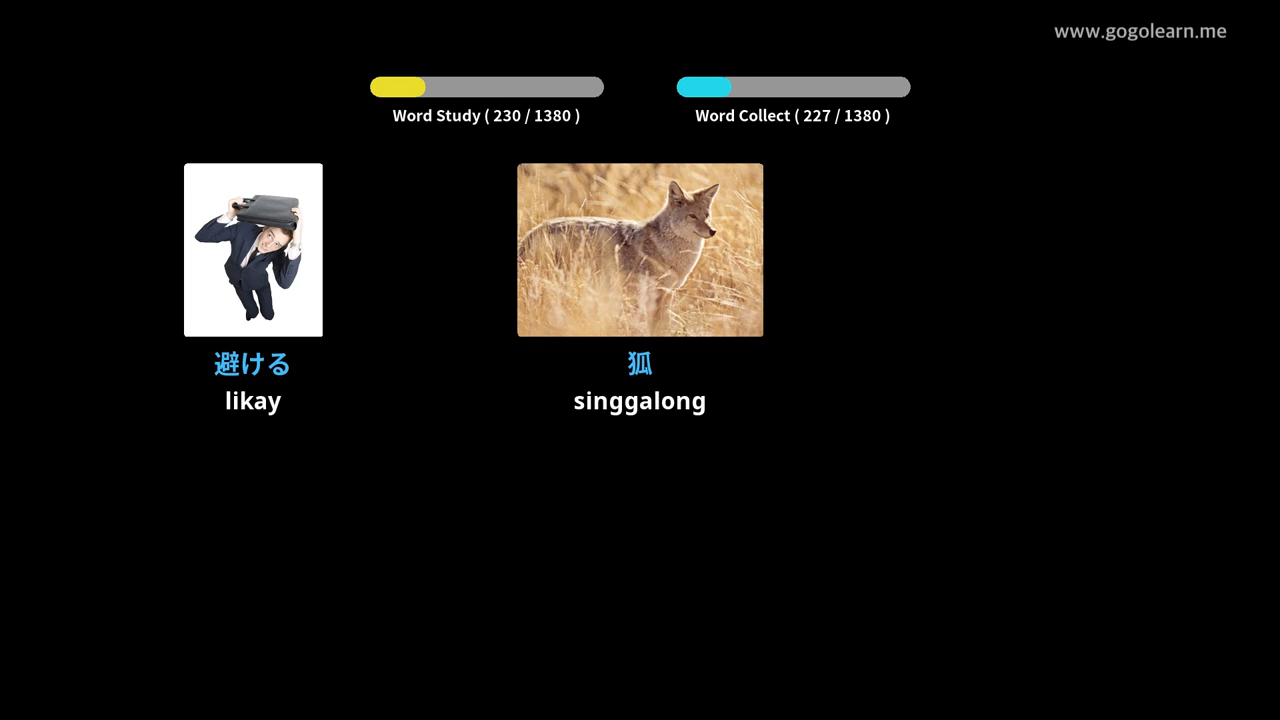 www.gogolearn.me
Word Study ( 230 / 1380 )
Word Collect ( 227 / 1380 )
避ける
likay
狐
singgalong